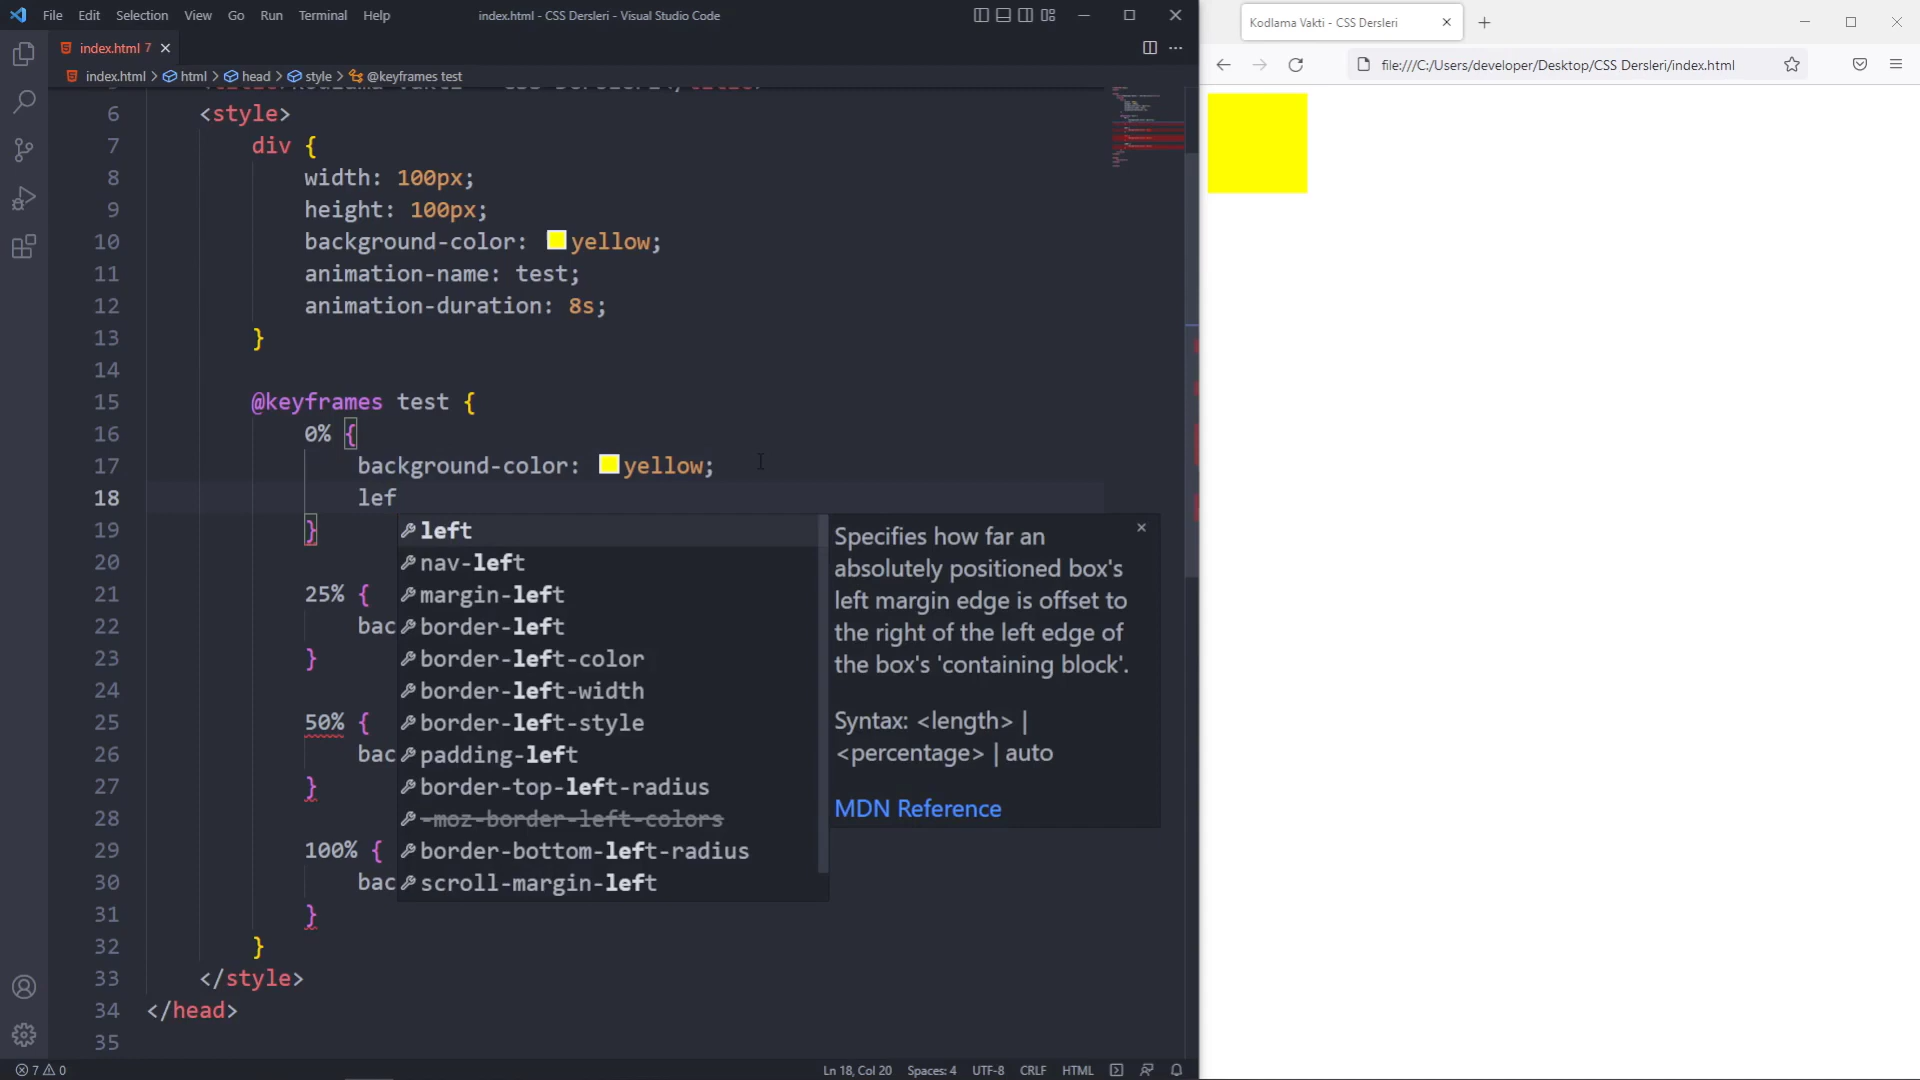 File Edit Selection View Go Run Terminal Help
index.html - CSS Dersleri - Visual Studio Code
Kodlama Vakti - CSS Dersleri
index.html 7
file:///C:/Users/developer/Desktop/CSS Dersleri/index.html
index.html > html > head > style > @keyframes test
6 <style>
7 div {
8 width: 100px;
9 height: 100px;
10 background-color: yellow;
11 animation-name: test;
12 animation-duration: 8s;
13 }
14
15 @keyframes test {
16 0% {
17 background-color: yellow;
18 lef
19 }
20
21 25% {
22 bac
23 }
24
25 50% {
26 bac
27 }
28
29 100% {
30 bac
31 }
32 }
33 </style>
34 </head>
35
left
nav-left
margin-left
border-left
border-left-color
border-left-width
border-left-style
padding-left
border-top-left-radius
-moz-border-left-colors
border-bottom-left-radius
scroll-margin-left
Specifies how far an
absolutely positioned box's
left margin edge is offset to
the right of the left edge of
the box's 'containing block'.
Syntax: <length> |
<percentage> | auto
MDN Reference
7 0
Ln 18, Col 20 Spaces: 4 UTF-8 CRLF HTML